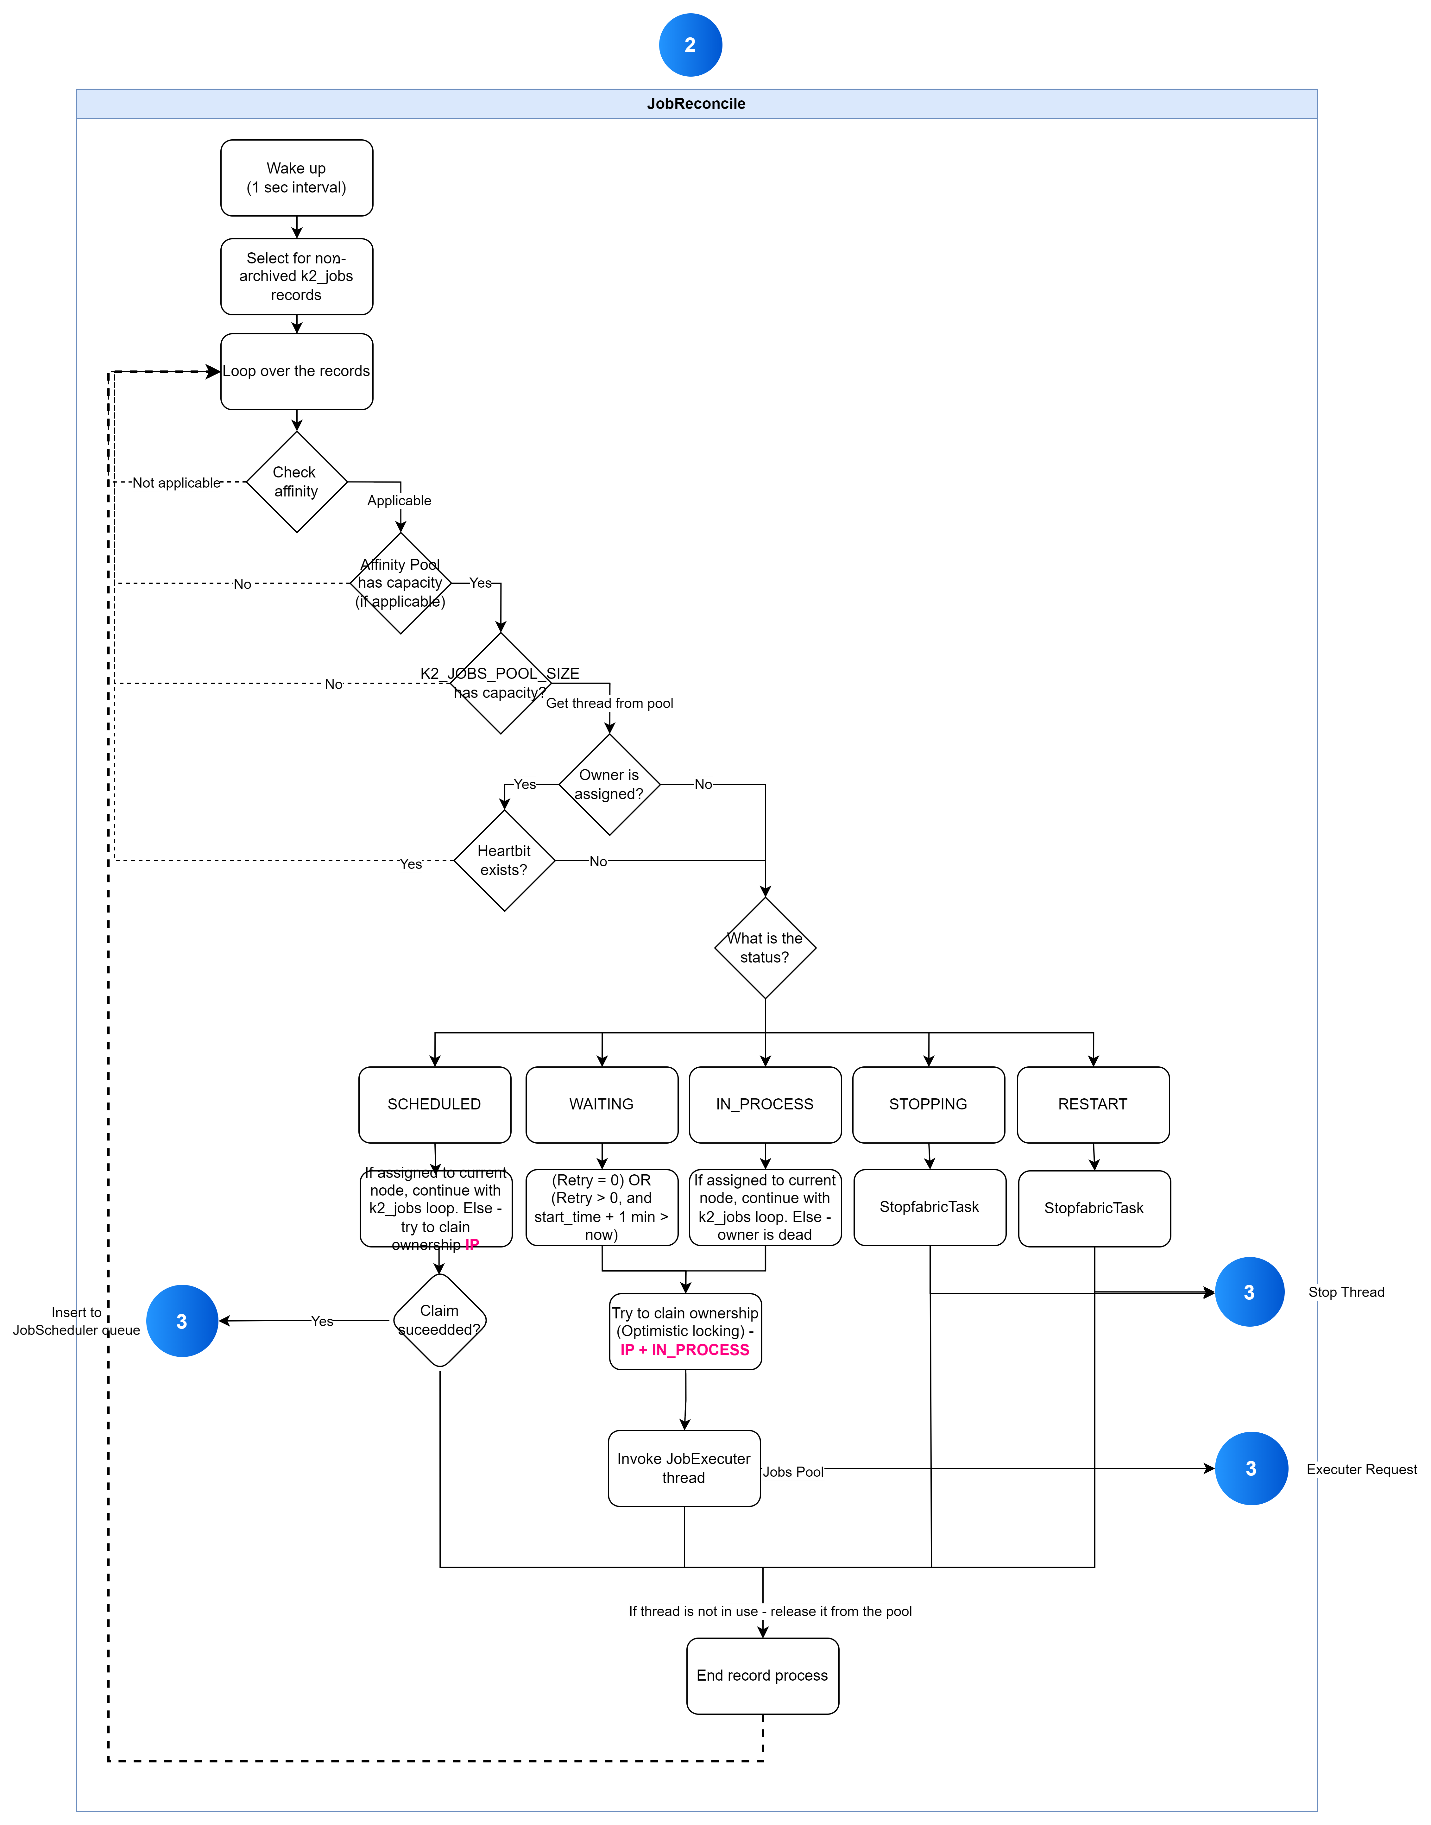 2
JobReconcile
Wake up
(1 sec interval)
Select for non-
archived k2_jobs
records
Loop over the records
Check
affinity
Not applicable
Applicable
Affinity Pool
has capacity
(if applicable)
No
Yes
K2_JOBS_POOL_SIZE
has capacity?
No
Get thread from pool
Owner is
assigned?
Yes
No
Heartbit
exists?
Yes
No
What is the
status?
SCHEDULED
WAITING
IN_PROCESS
STOPPING
RESTART
If assigned to current
node, continue with
k2_jobs loop. Else -
try to clain
ownership IP
(Retry = 0) OR
(Retry > 0, and
start_time + 1 min >
now)
If assigned to current
node, continue with
k2_jobs loop. Else -
owner is dead
StopfabricTask
StopfabricTask
3
Stop Thread
Insert to
JobScheduler queue
3
Yes
Claim
suceedded?
Try to clain ownership
(Optimistic locking) -
IP + IN_PROCESS
Invoke JobExecuter
thread
Jobs Pool
3
Executer Request
If thread is not in use - release it from the pool
End record process